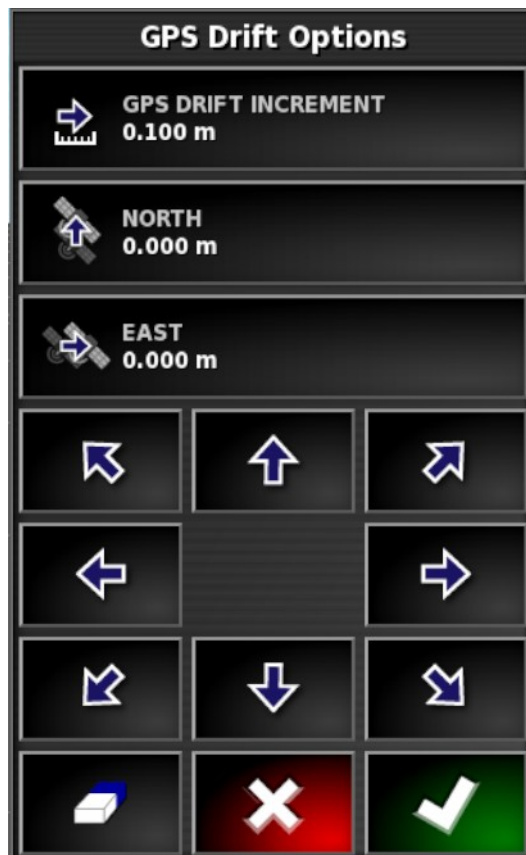 GPS Drift Options
GPS DRIFT INCREMENT
0.100 m
NORTH
0.000 m
EAST
0.000 m